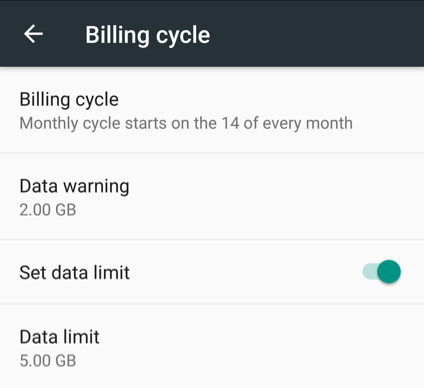 Billing cycle
Billing cycle
Monthly cycle starts on the 14 of every month
Data warning
2.00 GB
Set data limit
Data limit
5.00 GB